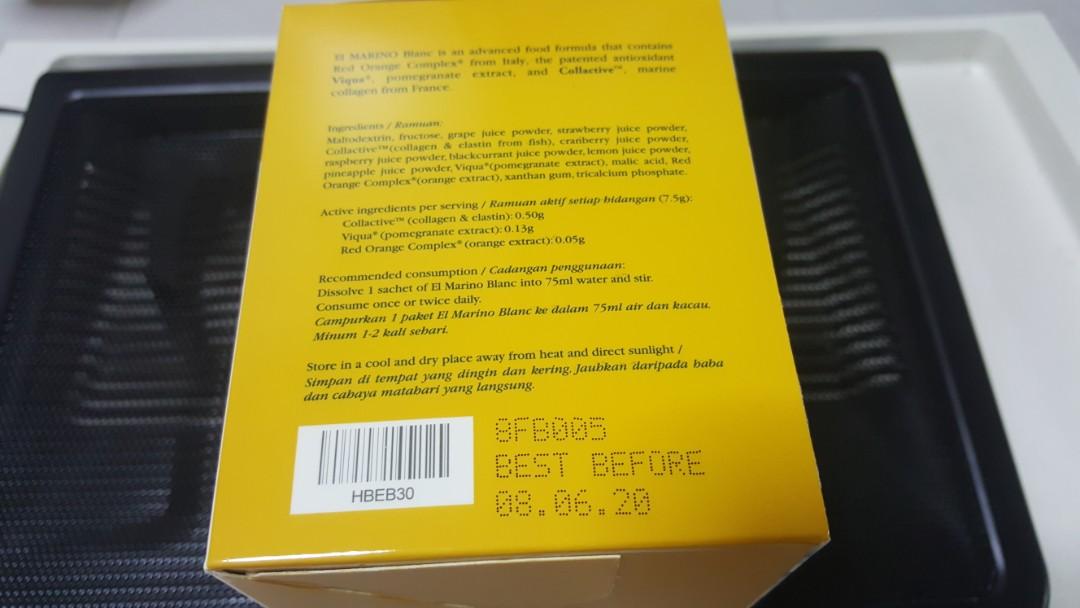 El MARINO Blanc is an advanced food formula that contains
Red Orange Complex® from Italy, the patented antioxidant
Viqua®, pomegranate extract, and Collactive™, marine
collagen from France.
Ingredients / Ramuan:
Maltodextrin, fructose, grape juice powder, strawberry juice powder,
Collactive™(collagen & elastin from fish), cranberry juice powder,
raspberry juice powder, blackcurrant juice powder, lemon juice powder,
pineapple juice powder, Viqua®(pomegranate extract), malic acid, Red
Orange Complex®(orange extract), xanthan gum, tricalcium phosphate.
Active ingredients per serving / Ramuan aktif setiap hidangan (7.5g):
Collactive™ (collagen & elastin): 0.50g
Viqua® (pomegranate extract): 0.13g
Red Orange Complex® (orange extract): 0.05g
Recommended consumption / Cadangan penggunaan:
Dissolve 1 sachet of El Marino Blanc into 75ml water and stir.
Consume once or twice daily.
Campurkan 1 paket El Marino Blanc ke dalam 75ml air dan kacau.
Minum 1-2 kali sehari.
Store in a cool and dry place away from heat and direct sunlight /
Simpan di tempat yang dingin dan kering. Jauhkan daripada haba
dan cahaya matahari yang langsung.
HBEB30
8FB005
BEST BEFORE
08.06.20